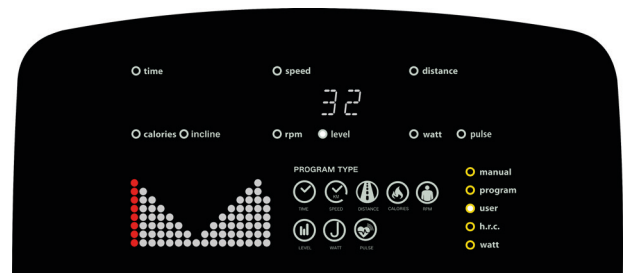 time speed distance
32
calories incline rpm level watt pulse
PROGRAM TYPE
manual
program
TIME SPEED DISTANCE CALORIES RPM
user
h.r.c.
LEVEL WATT PULSE
watt